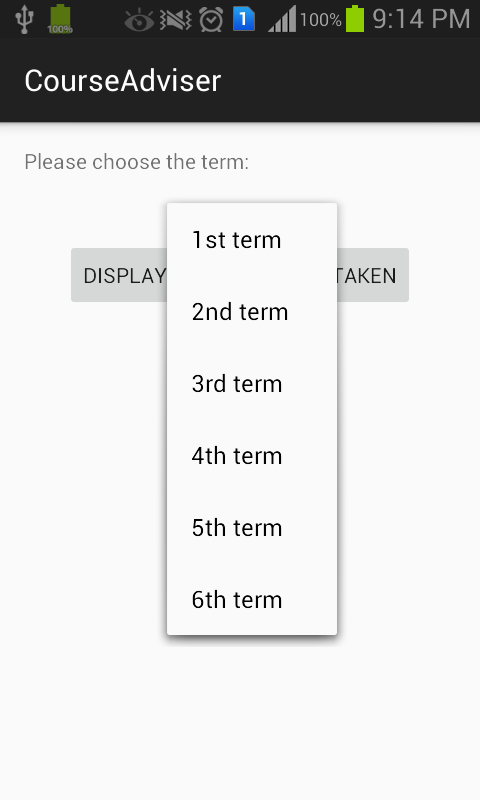 100% 1 100% 9:14 PM
CourseAdviser
Please choose the term:
1st term
DISPLAY TAKEN
2nd term
3rd term
4th term
5th term
6th term